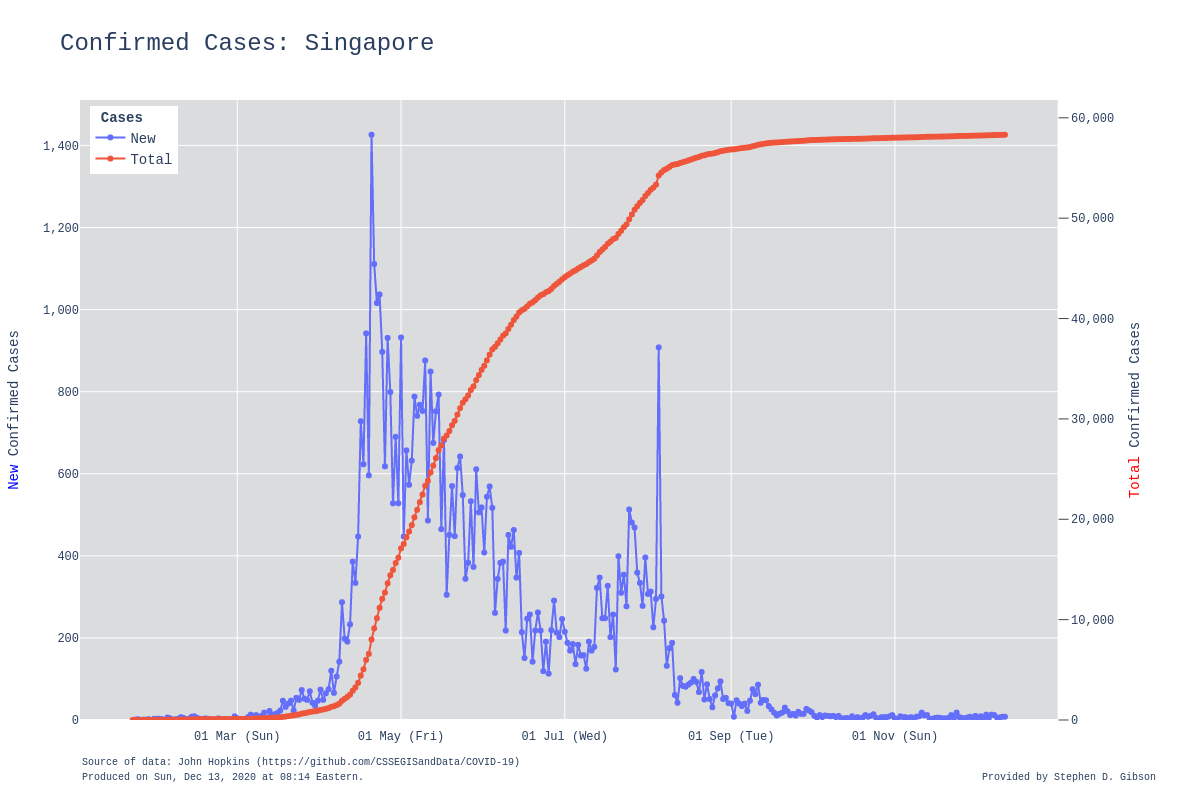 Confirmed Cases: Singapore
Cases
New
Total
1,400
1,200
1,000
800
600
400
200
0
60,000
50,000
40,000
30,000
20,000
10,000
0
New Confirmed Cases
Total Confirmed Cases
01 Mar (Sun)
01 May (Fri)
01 Jul (Wed)
01 Sep (Tue)
01 Nov (Sun)
Source of data: John Hopkins (https://github.com/CSSEGISandData/COVID-19)
Produced on Sun, Dec 13, 2020 at 08:14 Eastern.
Provided by Stephen D. Gibson